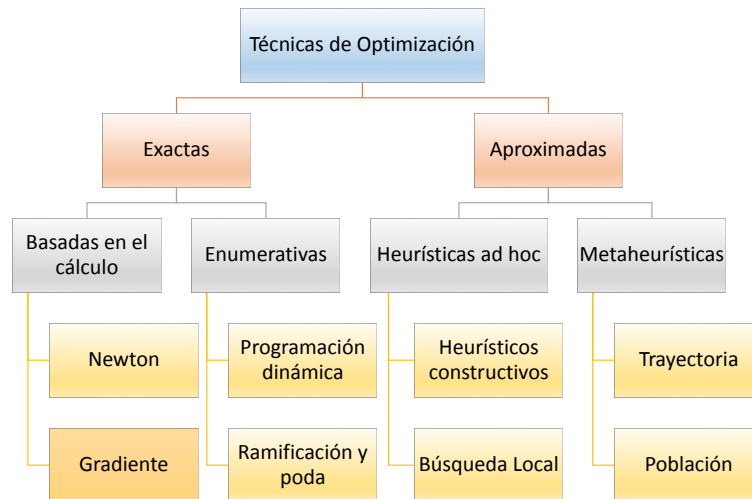 Técnicas de Optimización
Exactas
Aproximadas
Basadas en el
cálculo
Enumerativas
Heurísticas ad hoc
Metaheurísticas
Newton
Programación
dinámica
Heurísticos
constructivos
Trayectoria
Gradiente
Ramificación y
poda
Búsqueda Local
Población